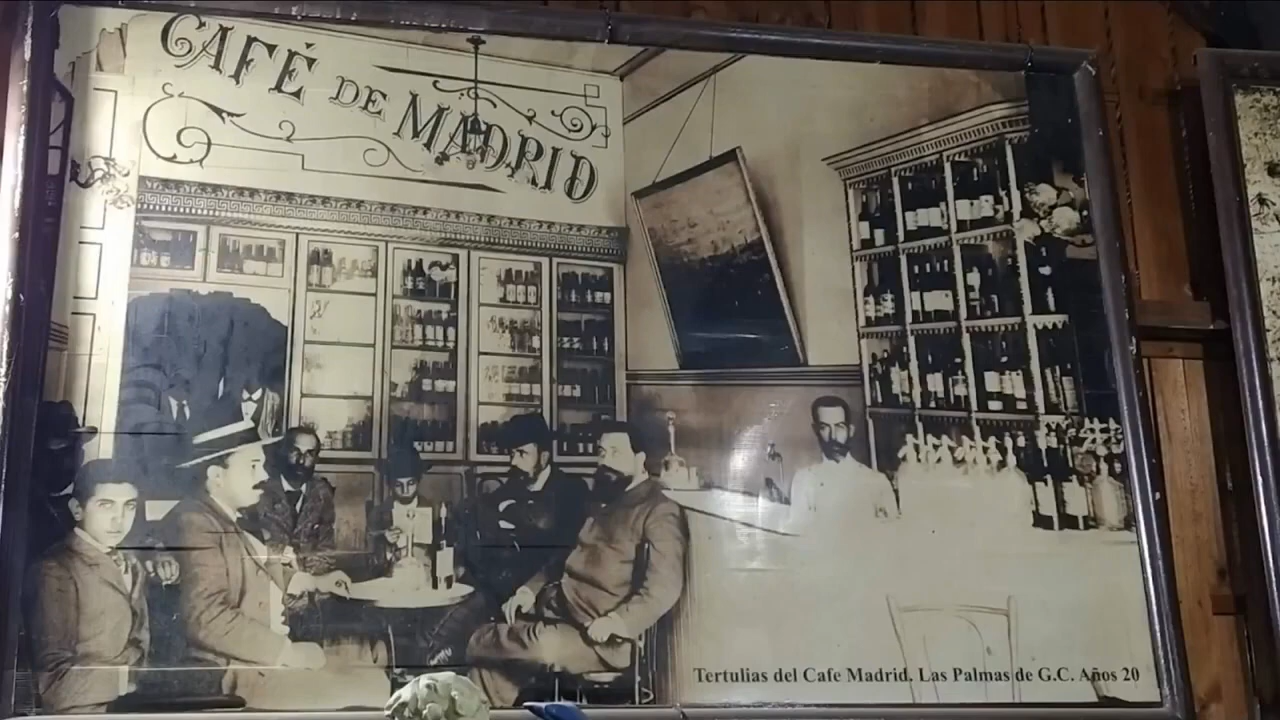 CAFÉ DE MADRID
Tertulias del Cafe Madrid. Las Palmas de G.C. Años 20